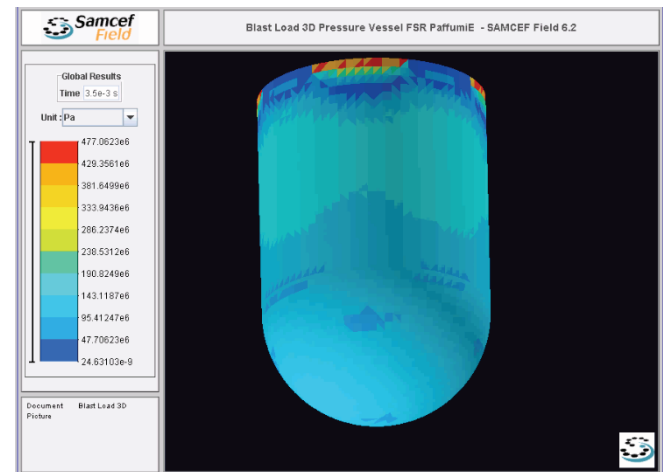 Samcef
Field
Blast Load 3D Pressure Vessel FSR PaffumiE - SAMCEF Field 6.2
Global Results
Time 3.5e-3 s
Unit : Pa
477.0623e6
429.3561e6
381.6499e6
333.9436e6
286.2374e6
238.5312e6
190.8249e6
143.1187e6
95.41247e6
47.70623e6
24.63103e-9
Document Blast Load 3D
Picture